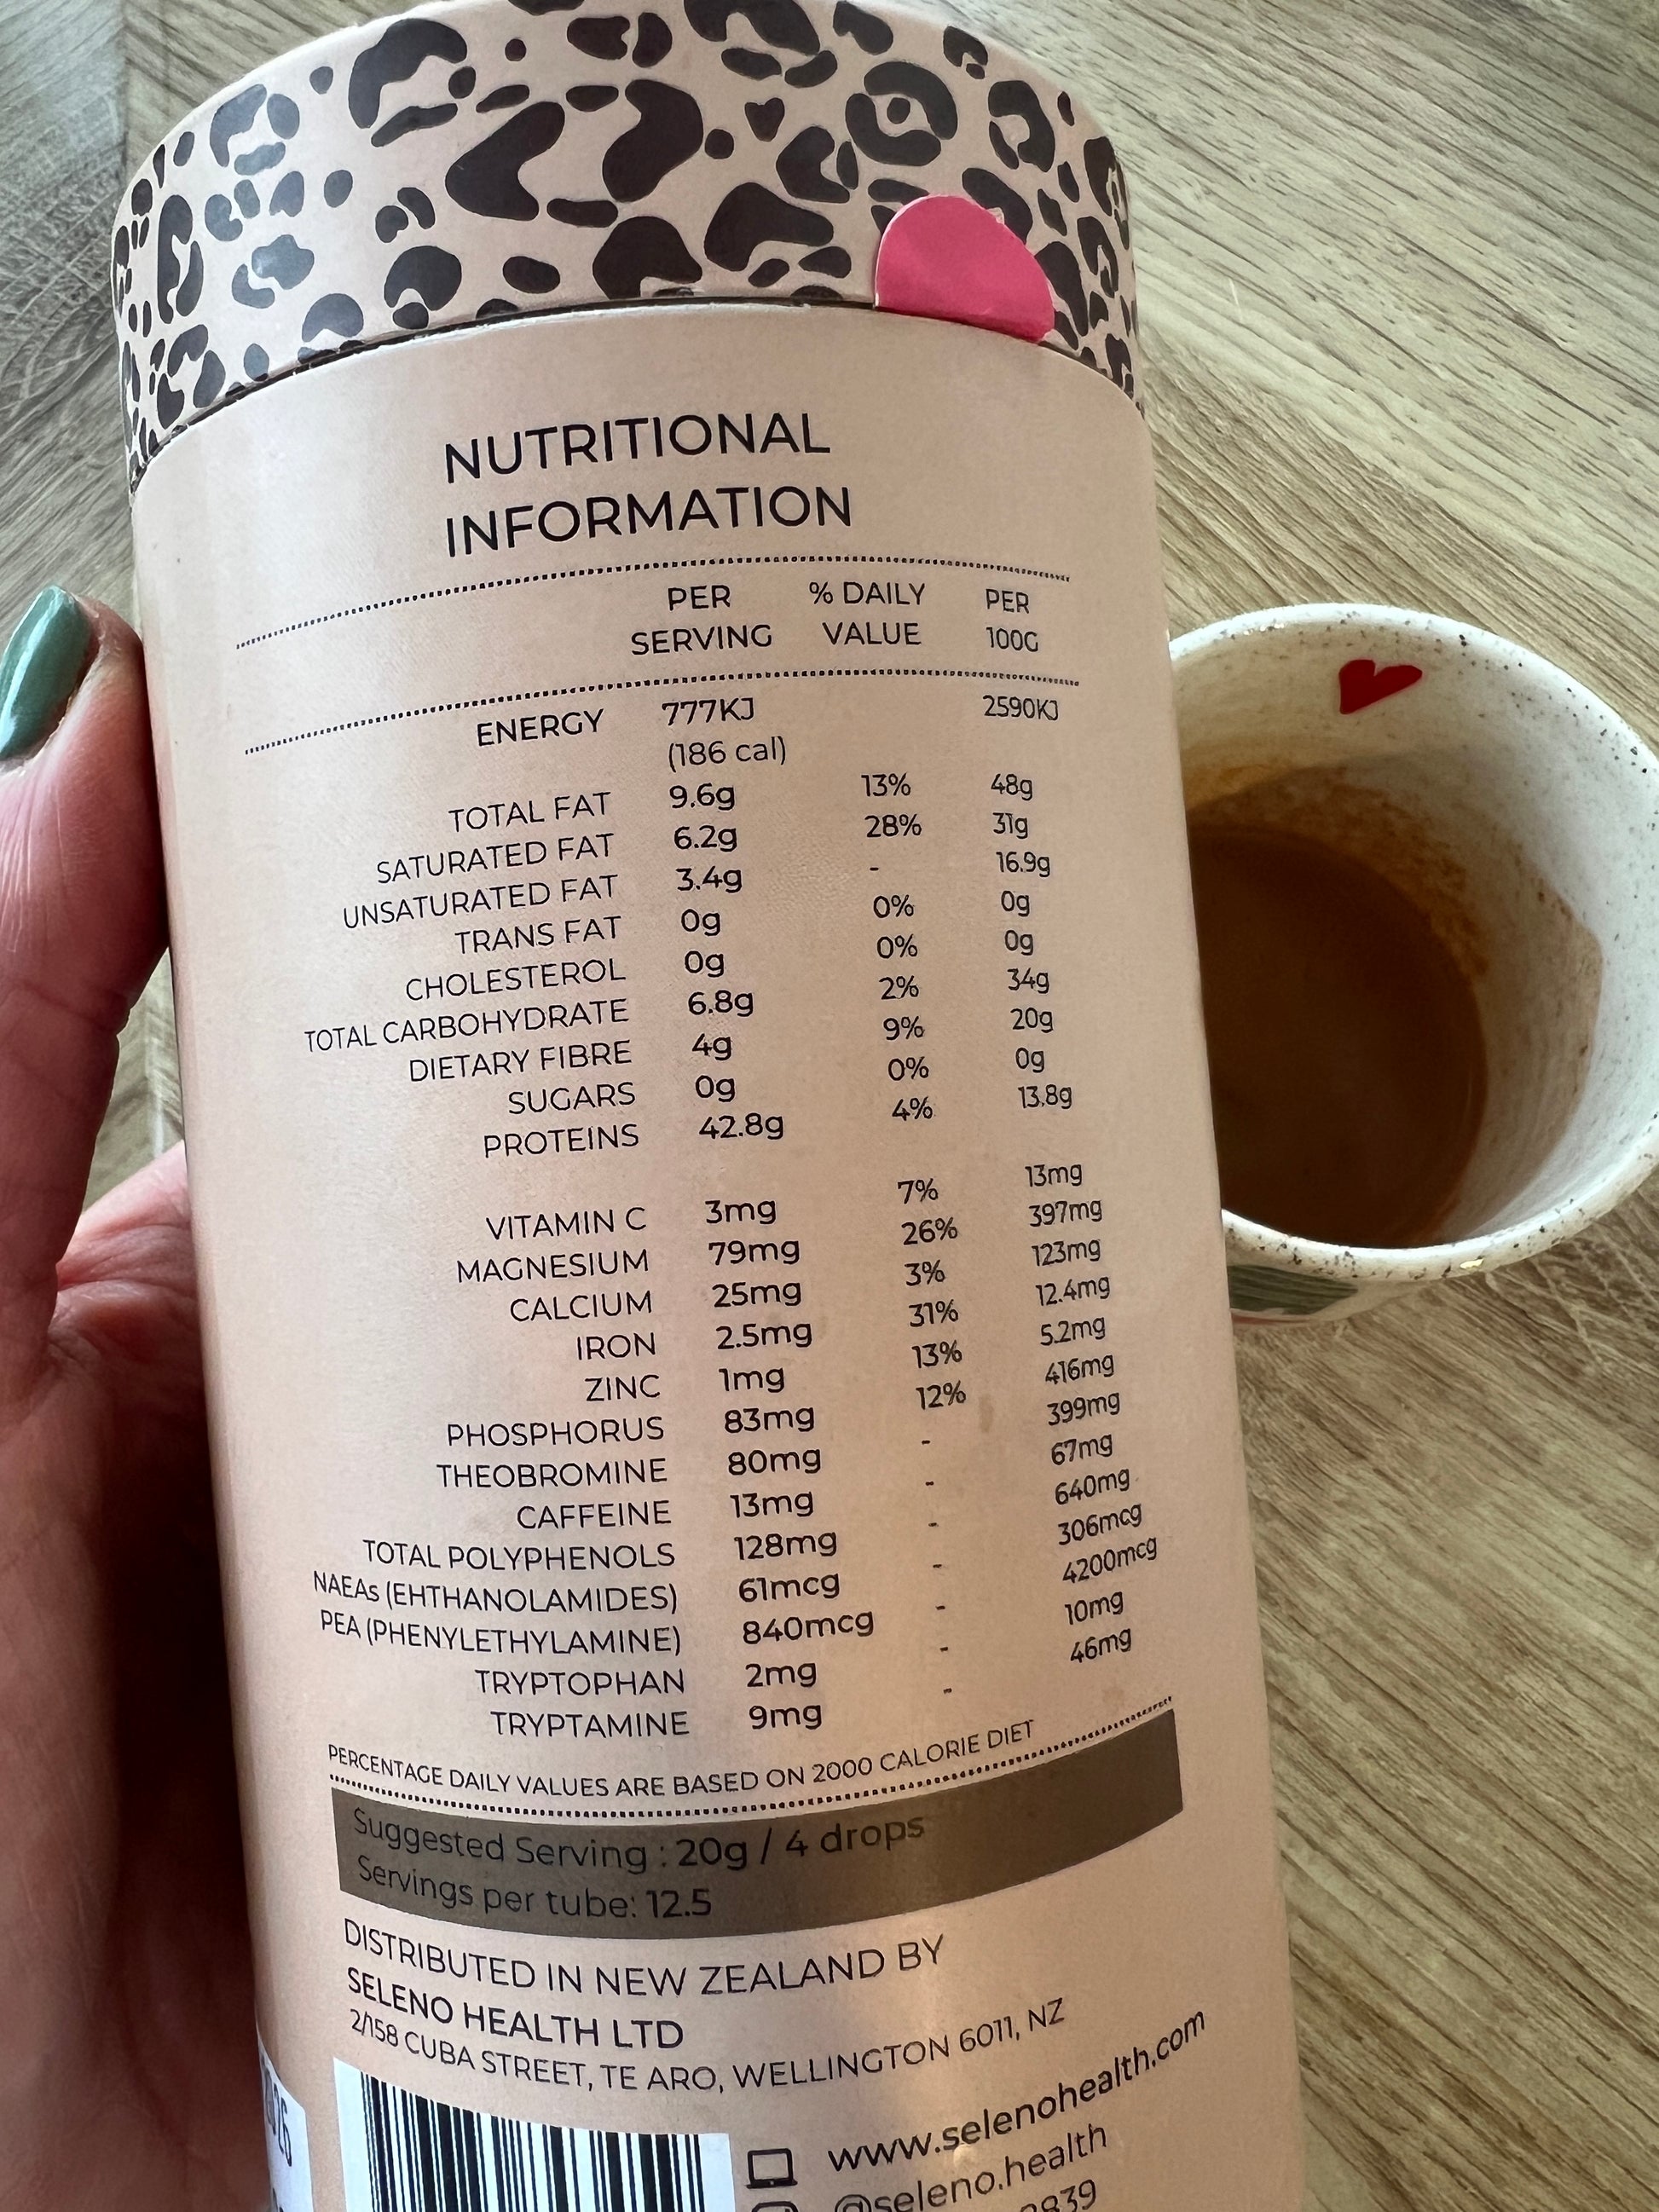 NUTRITIONAL
INFORMATION
PER SERVING % DAILY VALUE PER 100G
ENERGY 777KJ (186 cal) 2590KJ
TOTAL FAT 9.6g 13% 48g
SATURATED FAT 6.2g 28% 31g
UNSATURATED FAT 3.4g - 16.9g
TRANS FAT 0g 0% 0g
CHOLESTEROL 0g 0% 0g
TOTAL CARBOHYDRATE 6.8g 2% 34g
DIETARY FIBRE 4g 9% 20g
SUGARS 0g 0% 0g
PROTEINS 42.8g 4% 13.8g
VITAMIN C 3mg 7% 13mg
MAGNESIUM 79mg 26% 397mg
CALCIUM 25mg 3% 123mg
IRON 2.5mg 31% 12.4mg
ZINC 1mg 13% 5.2mg
PHOSPHORUS 83mg 12% 416mg
THEOBROMINE 80mg - 399mg
CAFFEINE 13mg - 67mg
TOTAL POLYPHENOLS 128mg - 640mg
NAEAs (EHTHANOLAMIDES) 61mcg - 306mcg
PEA (PHENYLETHYLAMINE) 840mcg - 4200mcg
TRYPTOPHAN 2mg - 10mg
TRYPTAMINE 9mg - 46mg
PERCENTAGE DAILY VALUES ARE BASED ON 2000 CALORIE DIET
Suggested Serving : 20g / 4 drops
Servings per tube: 12.5
DISTRIBUTED IN NEW ZEALAND BY
SELENO HEALTH LTD
2/158 CUBA STREET, TE ARO, WELLINGTON 6011, NZ
www.selenohealth.com
@seleno.health